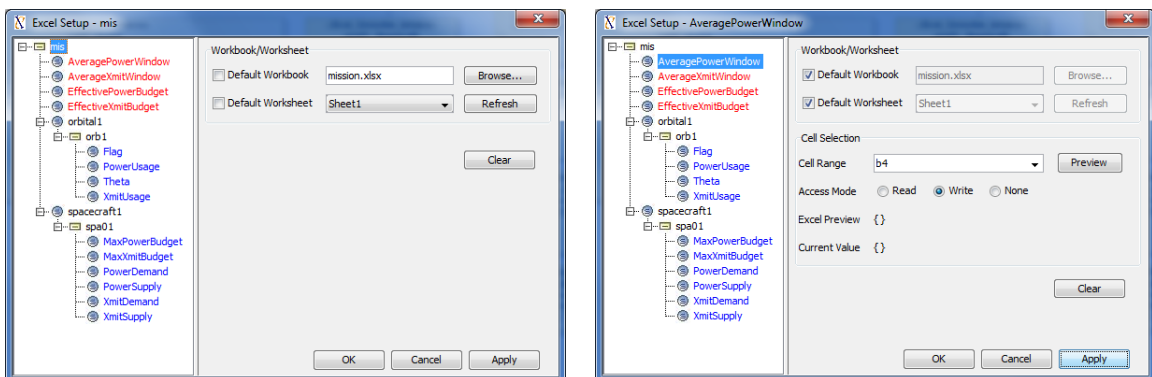 Excel Setup - mis
mis
AveragePowerWindow
AverageXmitWindow
EffectivePowerBudget
EffectiveXmitBudget
orbital1
orb1
Flag
PowerUsage
Theta
XmitUsage
spacecraft1
spa01
MaxPowerBudget
MaxXmitBudget
PowerDemand
PowerSupply
XmitDemand
XmitSupply
Workbook/Worksheet
Default Workbook mission.xlsx Browse...
Default Worksheet Sheet1 Refresh
Clear
OK Cancel Apply
Excel Setup - AveragePowerWindow
mis
AveragePowerWindow
AverageXmitWindow
EffectivePowerBudget
EffectiveXmitBudget
orbital1
orb1
Flag
PowerUsage
Theta
XmitUsage
spacecraft1
spa01
MaxPowerBudget
MaxXmitBudget
PowerDemand
PowerSupply
XmitDemand
XmitSupply
Workbook/Worksheet
Default Workbook mission.xlsx Browse...
Default Worksheet Sheet1 Refresh
Cell Selection
Cell Range b4 Preview
Access Mode Read Write None
Excel Preview {}
Current Value {}
Clear
OK Cancel Apply